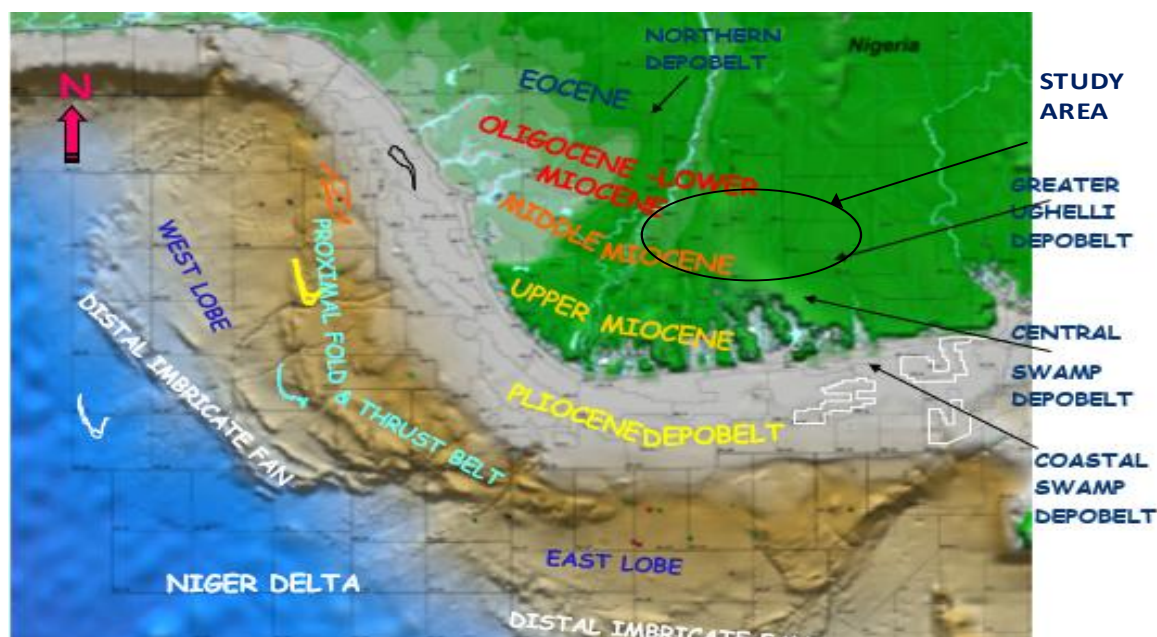 NORTHERN
DEPOBELT
Nigeria
EOCENE
STUDY
AREA
N
OLIGOCENE -LOWER
MIOCENE
MIDDLE MIOCENE
GREATER
UGHELLI
DEPOBELT
WEST LOBE
PROXIMAL FOLD & THRUST BELT
UPPER MIOCENE
DISTAL IMBRICATE FAN
CENTRAL
SWAMP
DEPOBELT
PLIOCENE DEPOBELT
COASTAL
SWAMP
DEPOBELT
EAST LOBE
NIGER DELTA
DISTAL IMBRICATE